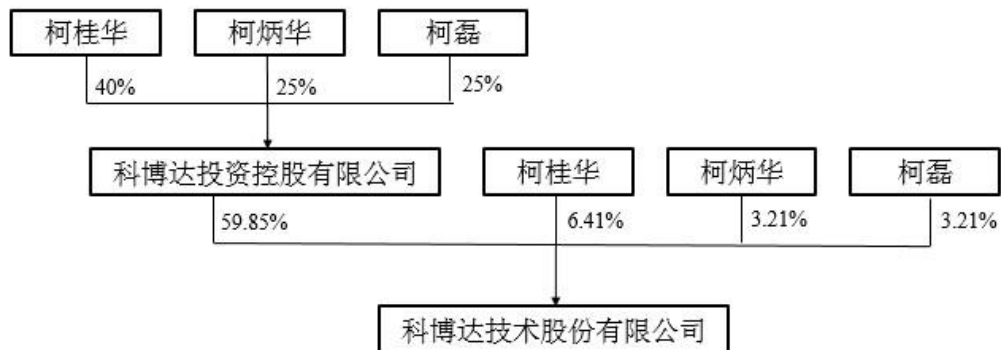 柯桂华 柯炳华 柯磊
40% 25% 25%
科博达投资控股有限公司 柯桂华 柯炳华 柯磊
59.85% 6.41% 3.21% 3.21%
科博达技术股份有限公司